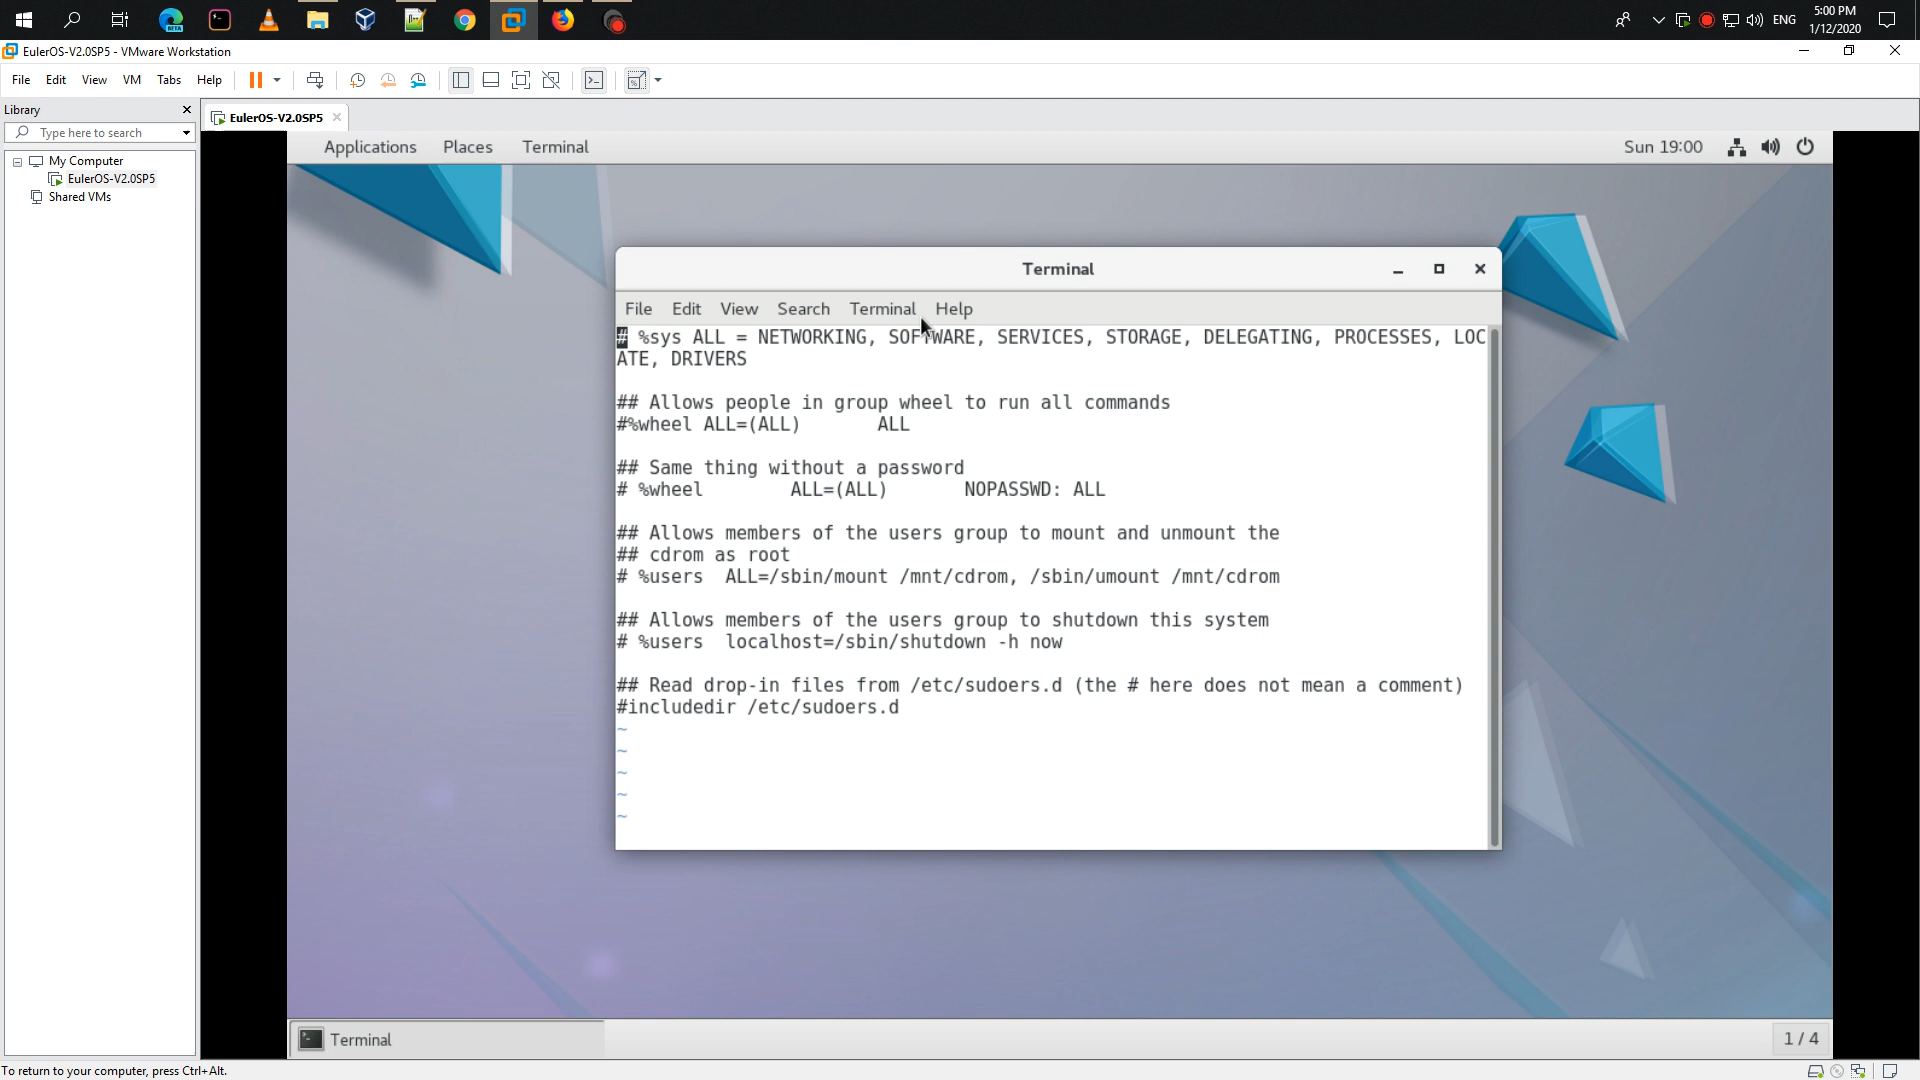 5:00 PM
ENG
1/12/2020
EulerOS-V2.0SP5 - VMware Workstation
File Edit View VM Tabs Help
Library
EulerOS-V2.0SP5
Type here to search
My Computer
EulerOS-V2.0SP5
Shared VMs
Applications Places Terminal Sun 19:00
Terminal
File Edit View Search Terminal Help
# %sys ALL = NETWORKING, SOFTWARE, SERVICES, STORAGE, DELEGATING, PROCESSES, LOC
ATE, DRIVERS
## Allows people in group wheel to run all commands
#%wheel ALL=(ALL) ALL
## Same thing without a password
# %wheel ALL=(ALL) NOPASSWD: ALL
## Allows members of the users group to mount and unmount the
## cdrom as root
# %users ALL=/sbin/mount /mnt/cdrom, /sbin/umount /mnt/cdrom
## Allows members of the users group to shutdown this system
# %users localhost=/sbin/shutdown -h now
## Read drop-in files from /etc/sudoers.d (the # here does not mean a comment)
#includedir /etc/sudoers.d
~
~
~
~
~
Terminal
1 / 4
To return to your computer, press Ctrl+Alt.